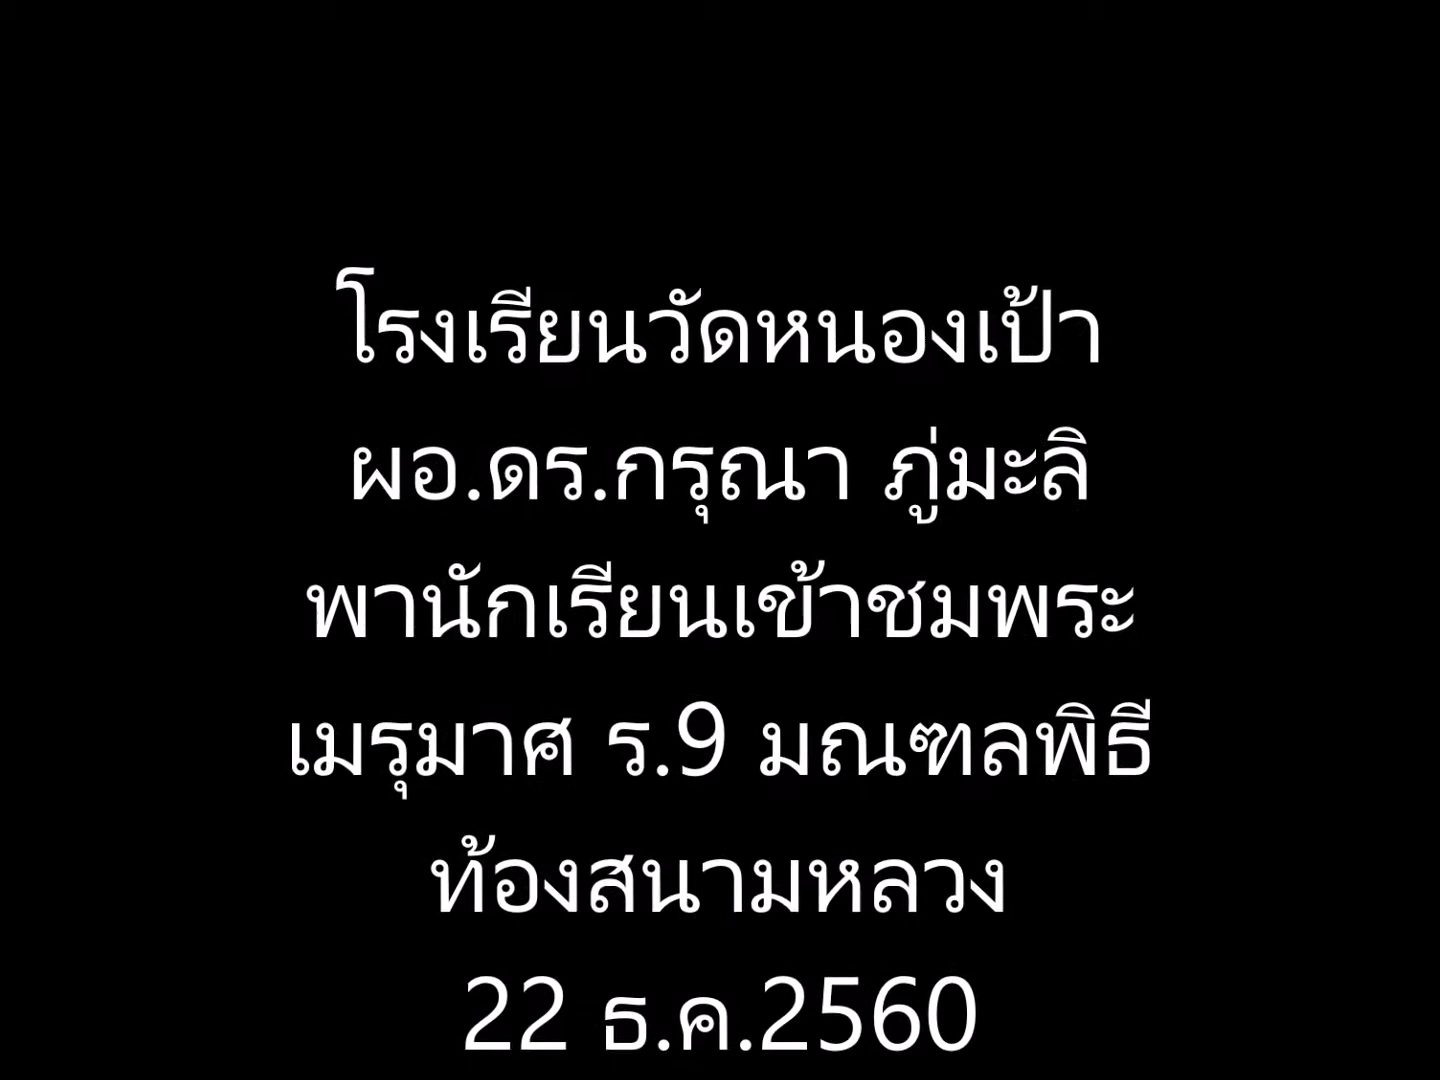 โรงเรียนวัดหนองเป้า
ผอ.ดร.กรุณา ภู่มะลิ
พานักเรียนเข้าชมพระ
เมรุมาศ ร.9 มณฑลพิธี
ท้องสนามหลวง
22 ธ.ค.2560